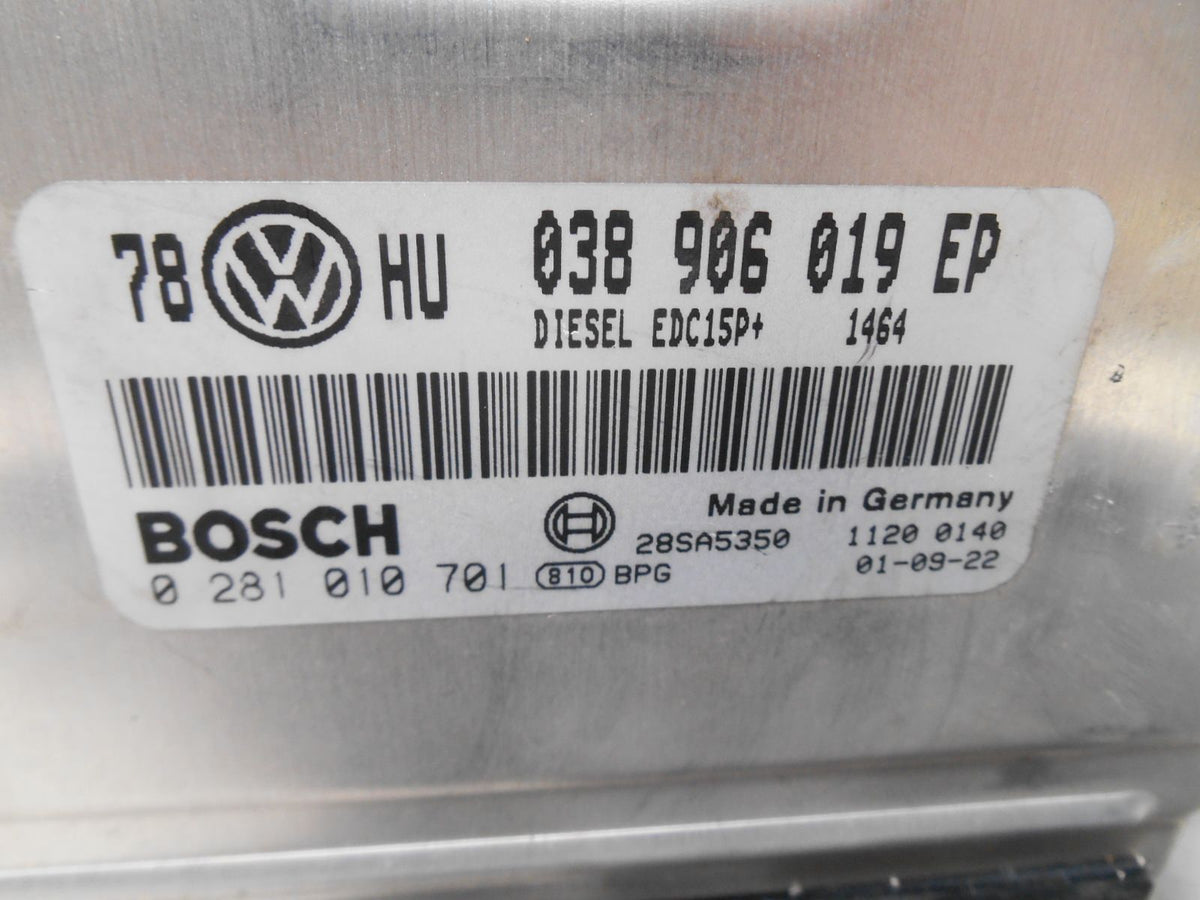 78 VW HU 038 906 019 EP
DIESEL EDC15P+ 1464
BOSCH Made in Germany
28SA5350 1120 0140
0 281 010 701 810 BPG 01-09-22